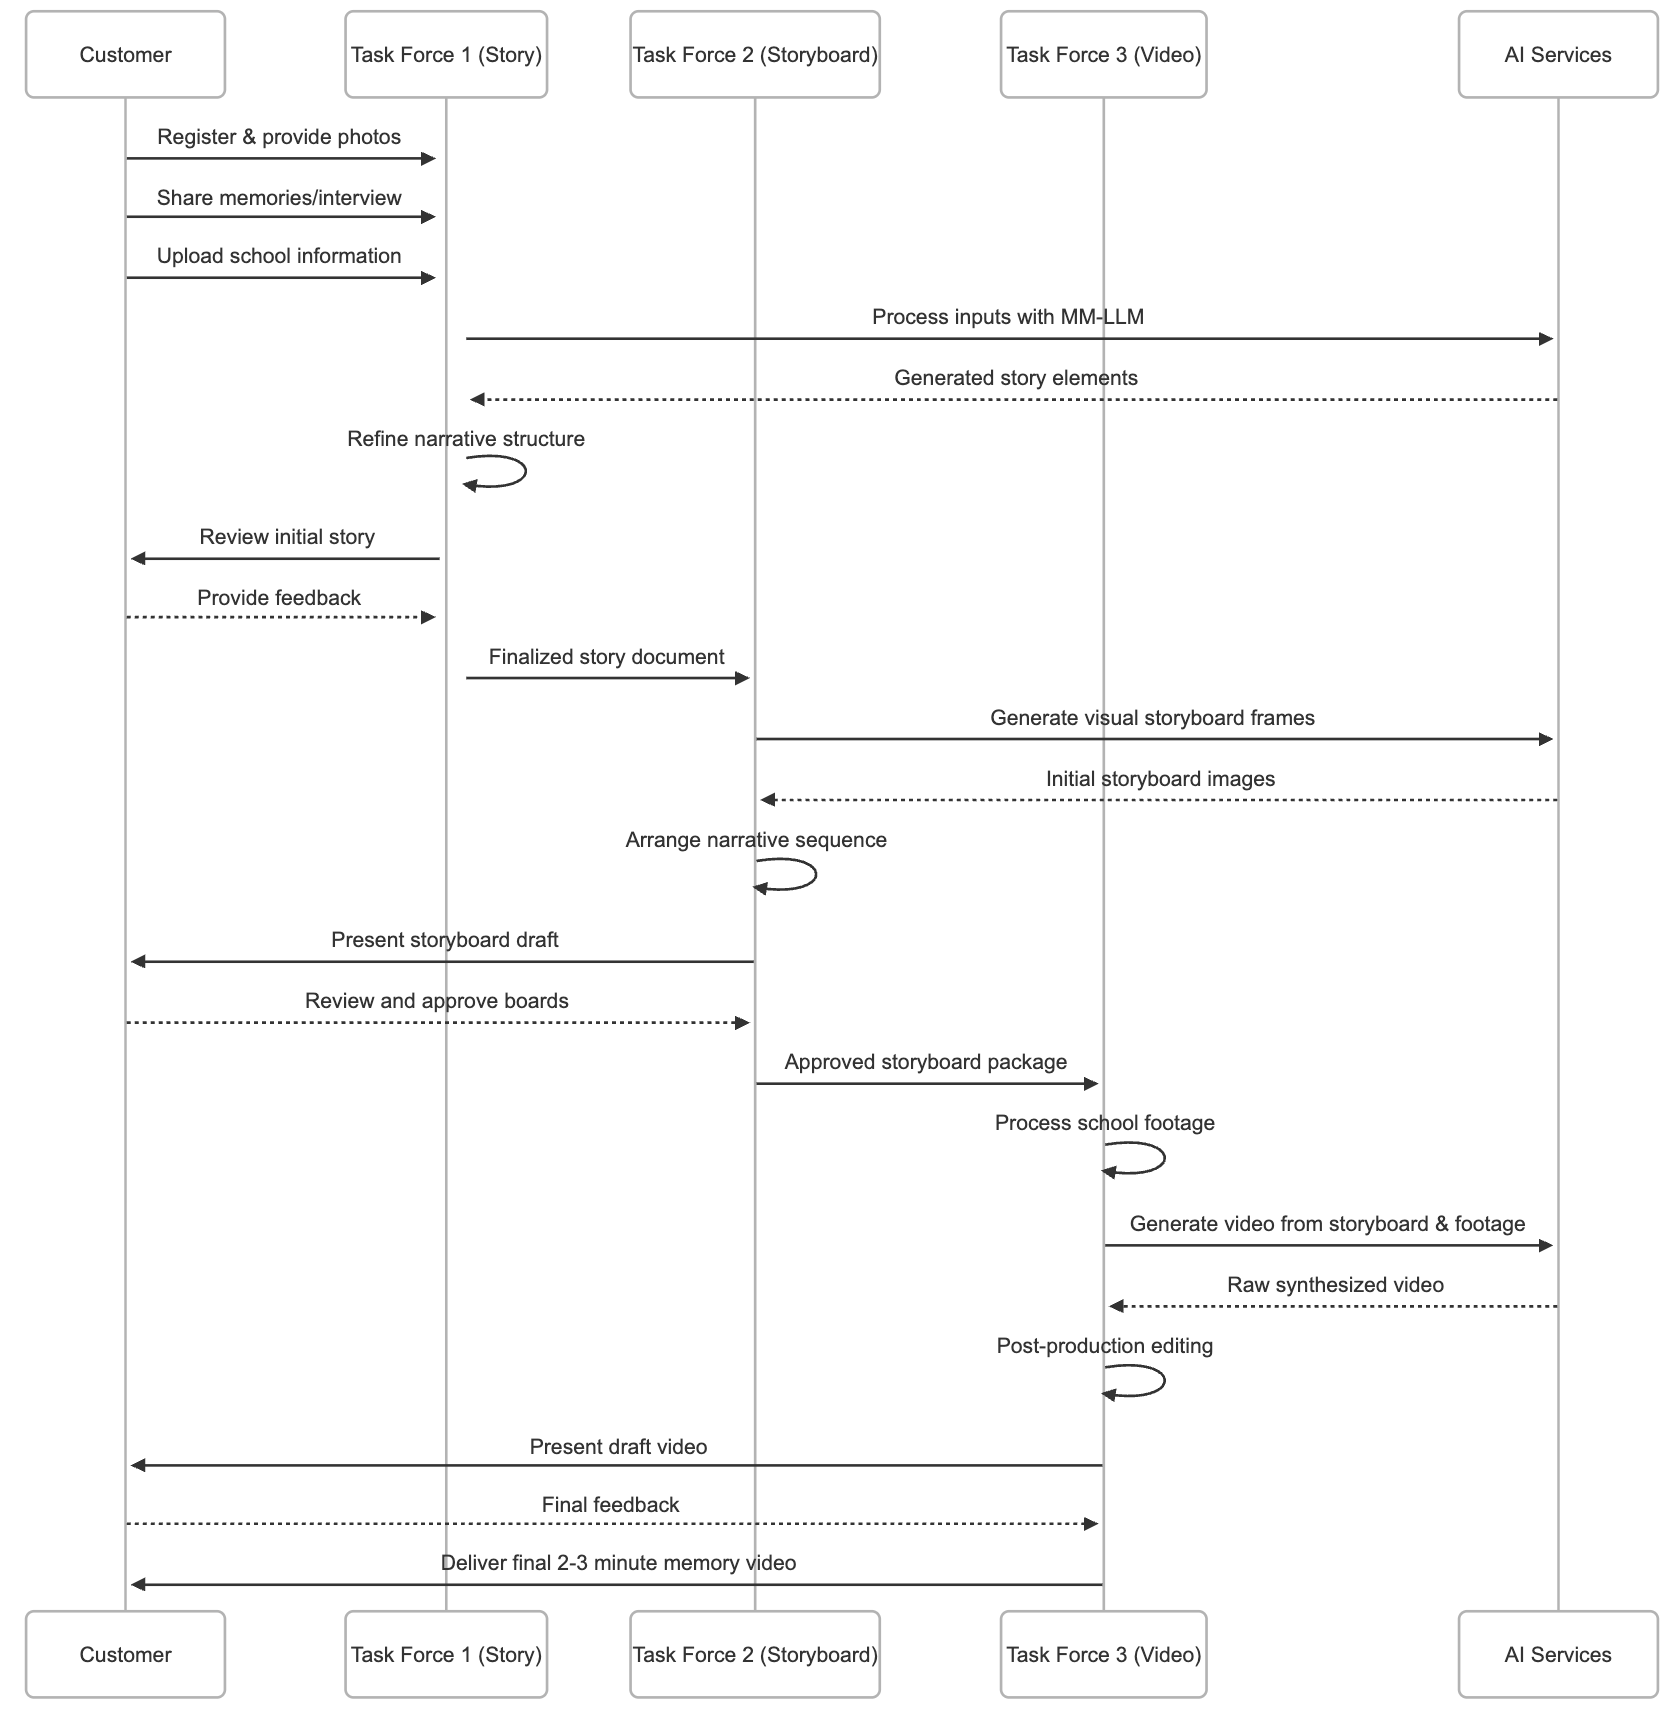 Customer
Task Force 1 (Story)
Task Force 2 (Storyboard)
Task Force 3 (Video)
AI Services
Register & provide photos
Share memories/interview
Upload school information
Process inputs with MM-LLM
Generated story elements
Refine narrative structure
Review initial story
Provide feedback
Finalized story document
Generate visual storyboard frames
Initial storyboard images
Arrange narrative sequence
Present storyboard draft
Review and approve boards
Approved storyboard package
Process school footage
Generate video from storyboard & footage
Raw synthesized video
Post-production editing
Present draft video
Final feedback
Deliver final 2-3 minute memory video
Customer
Task Force 1 (Story)
Task Force 2 (Storyboard)
Task Force 3 (Video)
AI Services